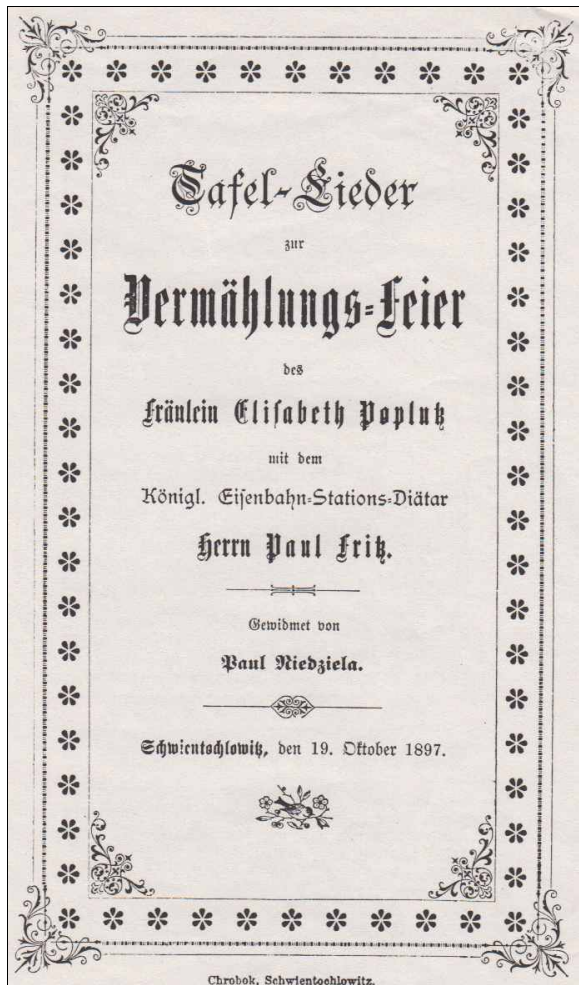 Tafel-Lieder
zur
Vermählungs-Feier
des
Fräulein Elisabeth Poplutz
mit dem
Königl. Eisenbahn-Stations-Diätar
Herrn Paul Fritz.
Gewidmet von
Paul Niedziela.
Schwientochlowitz, den 19. Oktober 1897.
Chrobok, Schwientochlowitz.